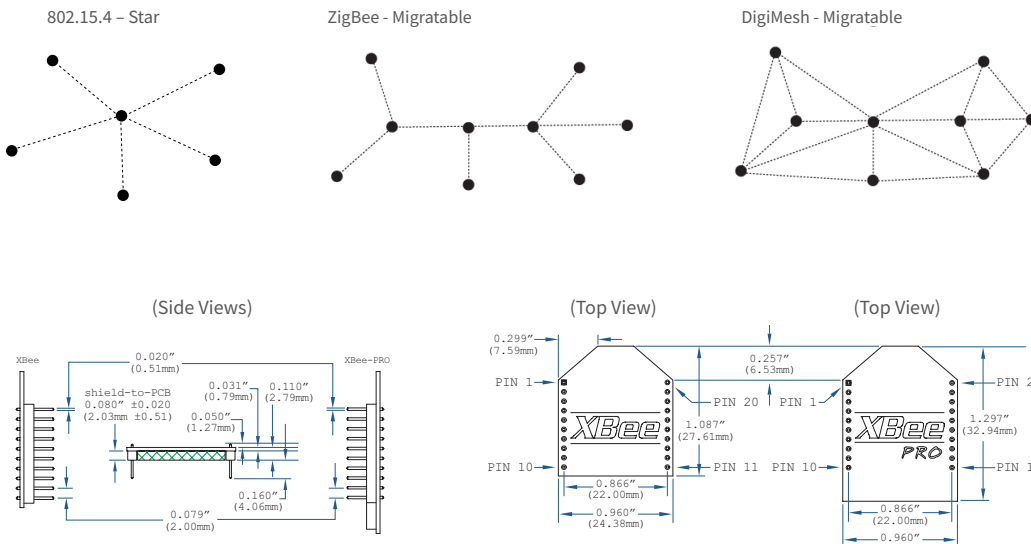 802.15.4 – Star
ZigBee - Migratable
DigiMesh - Migratable
(Side Views)
(Top View)
(Top View)
XBee
0.020”
(0.51mm)
XBee-PRO
shield-to-PCB
0.080” ±0.020
(2.03mm ±0.51)
0.031”
(0.79mm)
0.110”
(2.79mm)
0.050”
(1.27mm)
0.160”
(4.06mm)
0.079”
(2.00mm)
0.299”
(7.59mm)
0.257”
(6.53mm)
PIN 1
PIN 20
PIN 1
PIN 2
XBee
1.087”
(27.61mm)
XBee
PRO
1.297”
(32.94mm)
PIN 10
PIN 11
PIN 10
PIN 1
0.866”
(22.00mm)
0.960”
(24.38mm)
0.866”
(22.00mm)
0.960”